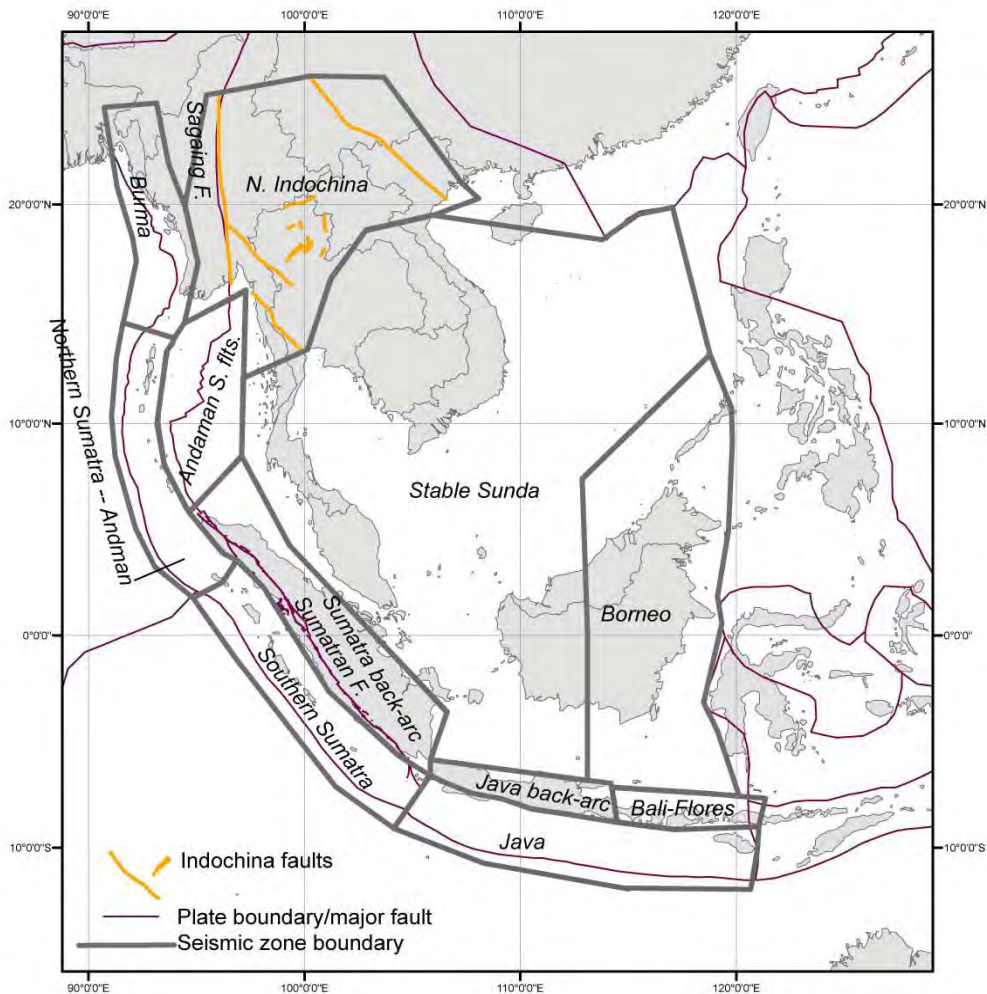 90°0'0"E 100°0'0"E 110°0'0"E 120°0'0"E
Sagaing F.
N. Indochina
Burma
20°0'0"N 20°0'0"N
Northern Sumatra -- Andman
Andaman S. flts.
10°0'0"N 10°0'0"N
Stable Sunda
Borneo
0°0'0" 0°0'0"
Sumatra back-arc
Sumatran F.
Southern Sumatra
Java back-arc
Bali-Flores
Java
10°0'0"S 10°0'0"S
Indochina faults
Plate boundary/major fault
Seismic zone boundary
90°0'0"E 100°0'0"E 110°0'0"E 120°0'0"E